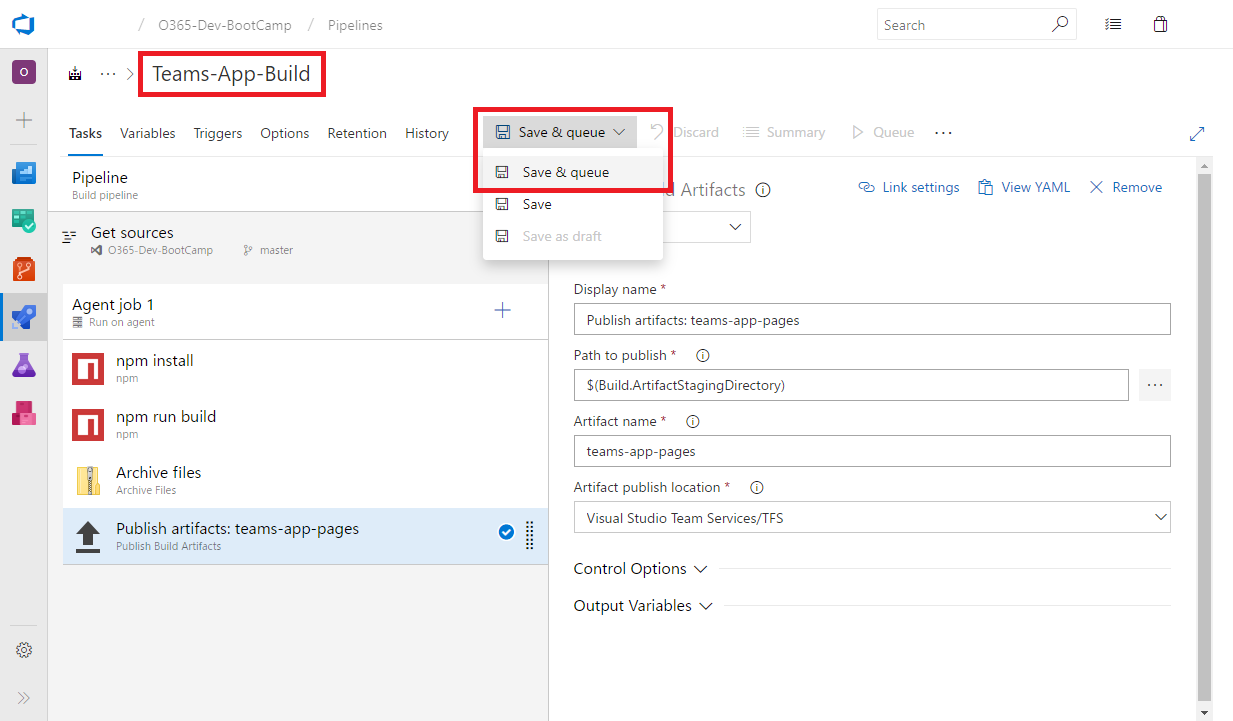 / O365-Dev-BootCamp / Pipelines
Search
O
··· > Teams-App-Build
Tasks Variables Triggers Options Retention History
Save & queue
Discard Summary Queue ···
Save & queue
Save
Save as draft
Pipeline
Build pipeline
Get sources
O365-Dev-BootCamp master
Agent job 1
Run on agent
npm install
npm
npm run build
npm
Archive files
Archive Files
Publish artifacts: teams-app-pages
Publish Build Artifacts
d Artifacts
Link settings View YAML Remove
Display name *
Publish artifacts: teams-app-pages
Path to publish *
$(Build.ArtifactStagingDirectory)
···
Artifact name *
teams-app-pages
Artifact publish location *
Visual Studio Team Services/TFS
Control Options
Output Variables